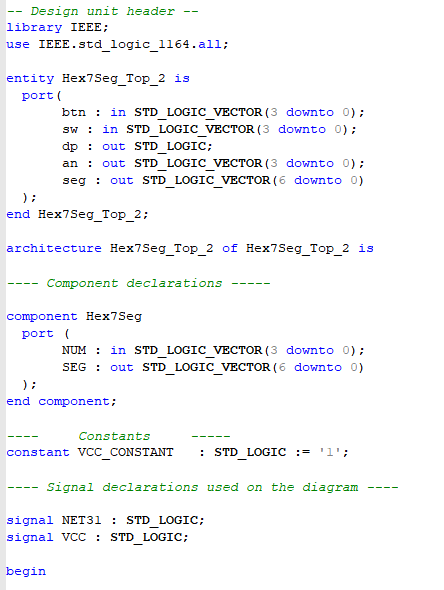 -- Design unit header --
library IEEE;
use IEEE.std_logic_1164.all;

entity Hex7Seg_Top_2 is
  port(
       btn : in STD_LOGIC_VECTOR(3 downto 0);
       sw : in STD_LOGIC_VECTOR(3 downto 0);
       dp : out STD_LOGIC;
       an : out STD_LOGIC_VECTOR(3 downto 0);
       seg : out STD_LOGIC_VECTOR(6 downto 0)
  );
end Hex7Seg_Top_2;

architecture Hex7Seg_Top_2 of Hex7Seg_Top_2 is

---- Component declarations -----

component Hex7Seg
  port (
       NUM : in STD_LOGIC_VECTOR(3 downto 0);
       SEG : out STD_LOGIC_VECTOR(6 downto 0)
  );
end component;

----     Constants     -----
constant VCC_CONSTANT   : STD_LOGIC := '1';

---- Signal declarations used on the diagram ----

signal NET31 : STD_LOGIC;
signal VCC : STD_LOGIC;

begin